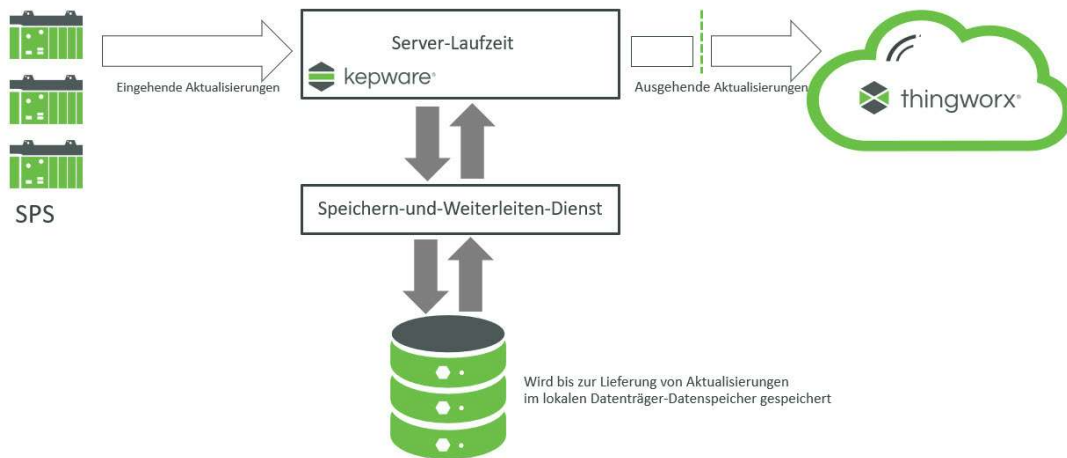 Server-Laufzeit
kepware®
Eingehende Aktualisierungen
Ausgehende Aktualisierungen
thingworx®
SPS
Speichern-und-Weiterleiten-Dienst
Wird bis zur Lieferung von Aktualisierungen
im lokalen Datenträger-Datenspeicher gespeichert